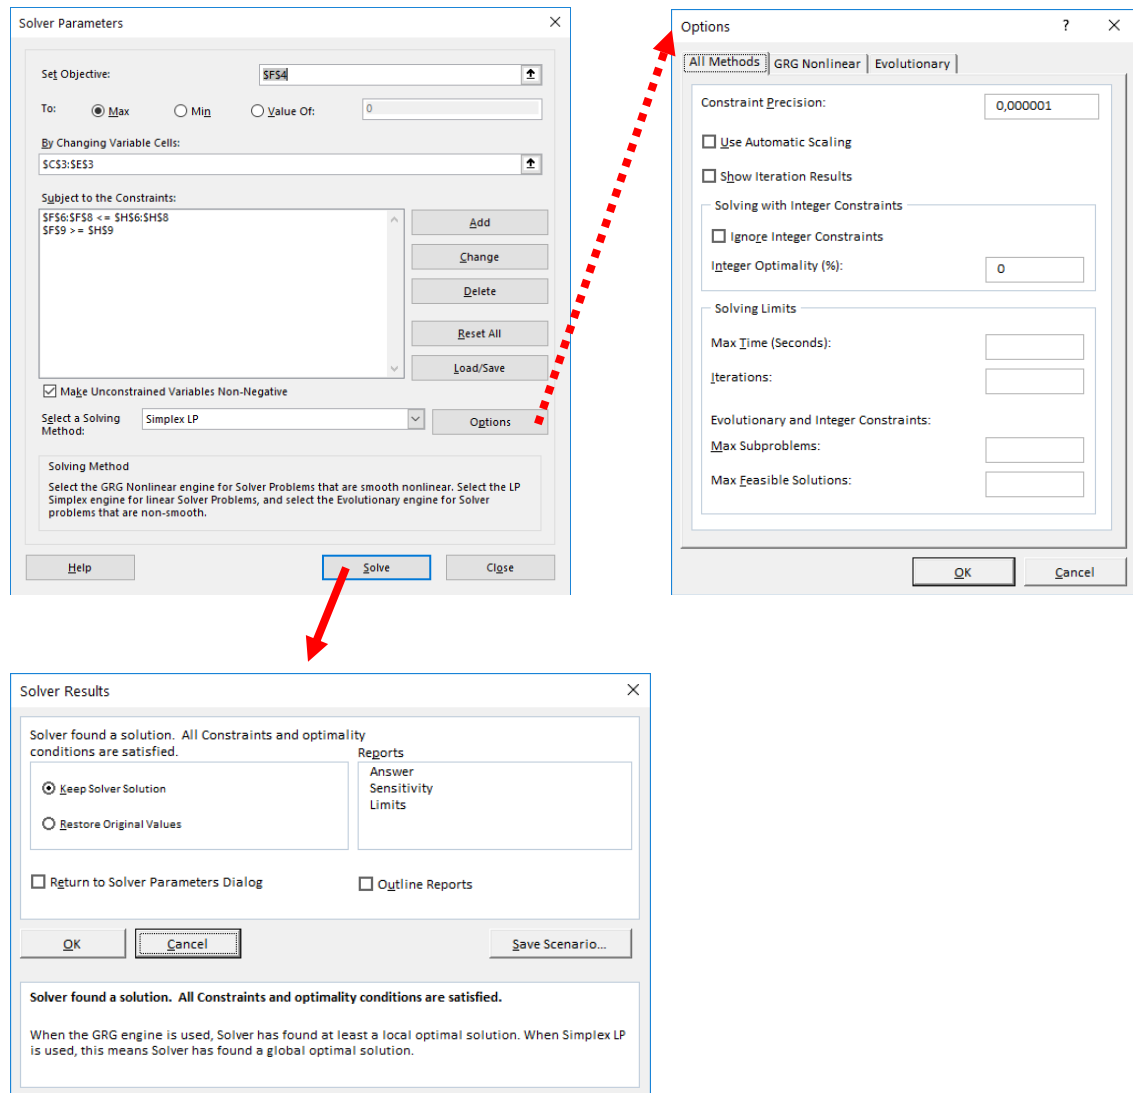 Solver Parameters
Set Objective:
$F$4
To:
Max
Min
Value Of:
0
By Changing Variable Cells:
$C$3:$E$3
Subject to the Constraints:
$F$6:$F$8 <= $H$6:$H$8
$F$9 >= $H$9
Add
Change
Delete
Reset All
Load/Save
Make Unconstrained Variables Non-Negative
Select a Solving
Method:
Simplex LP
Options
Solving Method
Select the GRG Nonlinear engine for Solver Problems that are smooth nonlinear. Select the LP
Simplex engine for linear Solver Problems, and select the Evolutionary engine for Solver
problems that are non-smooth.
Help
Solve
Close
Options
?
All Methods
GRG Nonlinear
Evolutionary
Constraint Precision:
0,000001
Use Automatic Scaling
Show Iteration Results
Solving with Integer Constraints
Ignore Integer Constraints
Integer Optimality (%):
0
Solving Limits
Max Time (Seconds):
Iterations:
Evolutionary and Integer Constraints:
Max Subproblems:
Max Feasible Solutions:
OK
Cancel
Solver Results
Solver found a solution.  All Constraints and optimality
conditions are satisfied.
Keep Solver Solution
Restore Original Values
Reports
Answer
Sensitivity
Limits
Return to Solver Parameters Dialog
Outline Reports
OK
Cancel
Save Scenario...
Solver found a solution.  All Constraints and optimality conditions are satisfied.
When the GRG engine is used, Solver has found at least a local optimal solution. When Simplex LP
is used, this means Solver has found a global optimal solution.